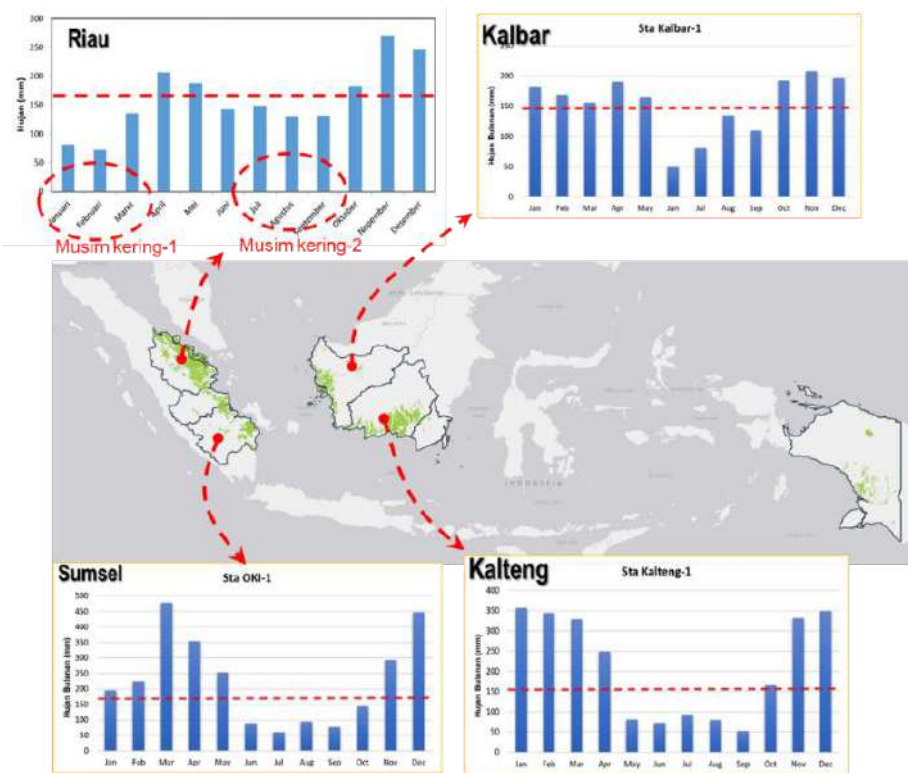 Riau
Hujan (mm)
300
250
200
150
100
50
0
Januari
Februari
Maret
April
Mei
Juni
Juli
Agustus
September
Oktober
Nopember
Desember
Musim kering-1
Musim kering-2
Kalbar
Sta Kalbar-1
Hujan Bulanan (mm)
250
200
150
100
50
0
Jan Feb Mar Apr May Jun Jul Aug Sep Oct Nov Dec
INDONESIA
Sumsel
Sta OKI-1
Hujan Bulanan (mm)
500
450
400
350
300
250
200
150
100
50
0
Jan Feb Mar Apr May Jun Jul Aug Sep Oct Nov Dec
Kalteng
Sta Kalteng-1
Hujan Bulanan (mm)
400
350
300
250
200
150
100
50
0
Jan Feb Mar Apr May Jun Jul Aug Sep Oct Nov Dec